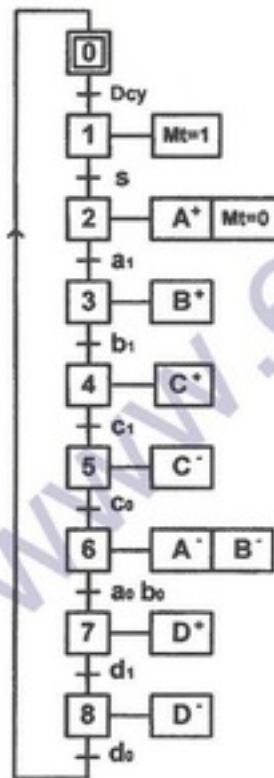 0
Dcy
1 Mt=1
s
2 A⁺ Mt=0
a₁
3 B⁺
b₁
4 C⁺
c₁
5 C⁻
c₀
6 A⁻ B⁻
a₀ b₀
7 D⁺
d₁
8 D⁻
d₀